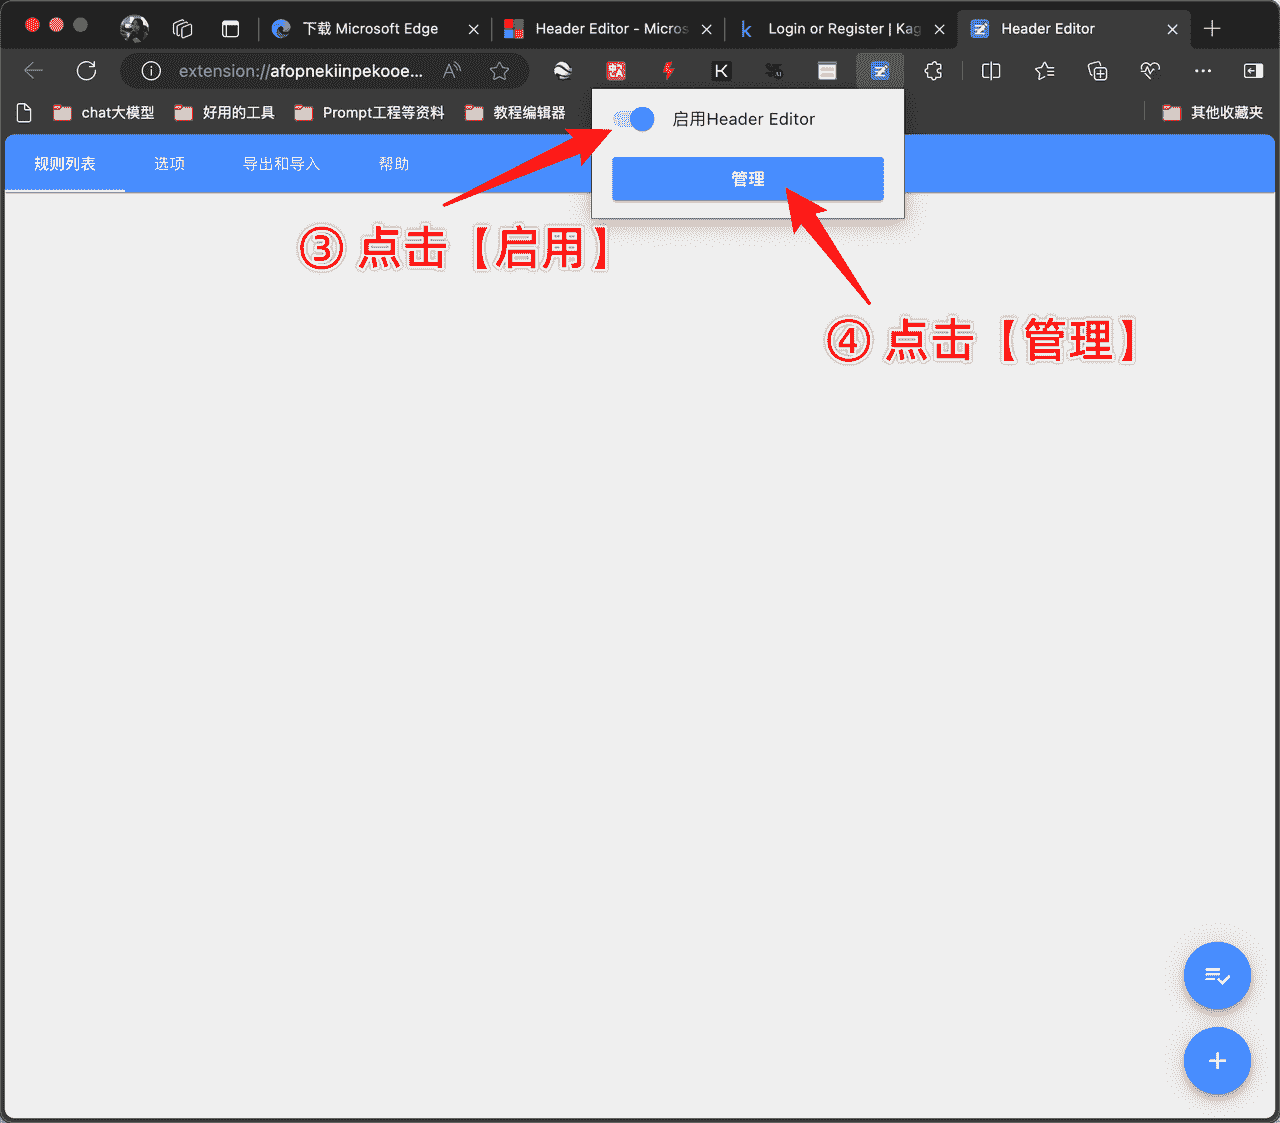 下载 Microsoft Edge
Header Editor - Micros
Login or Register | Kag
Header Editor
extension://afopnekiinpekooe...
chat大模型
好用的工具
Prompt工程等资料
教程编辑器
其他收藏夹
启用Header Editor
管理
规则列表
选项
导出和导入
帮助
③ 点击【启用】
④ 点击【管理】